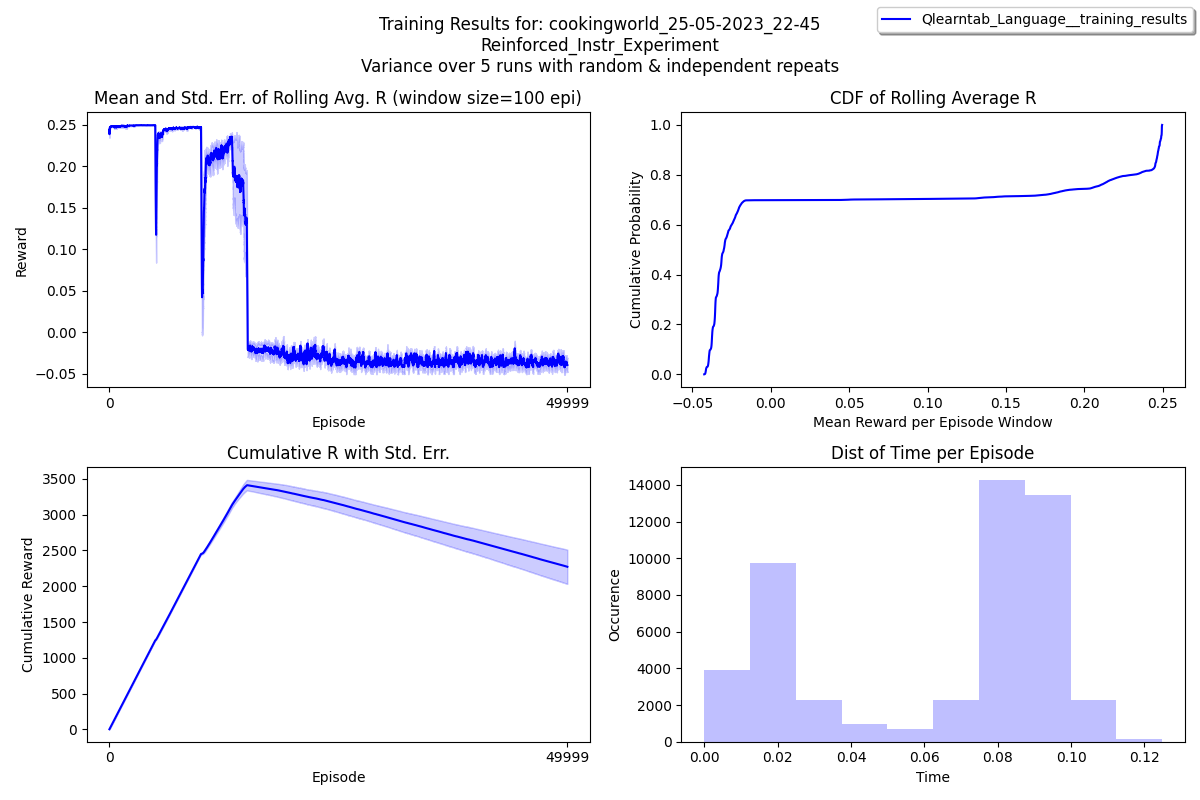 Training Results for: cookingworld_25-05-2023_22-45
Reinforced_Instr_Experiment
Variance over 5 runs with random & independent repeats
Qlearntab_Language__training_results
Mean and Std. Err. of Rolling Avg. R (window size=100 epi)
0.25
0.20
0.15
0.10
0.05
0.00
−0.05
Reward
0
49999
Episode
CDF of Rolling Average R
1.0
0.8
0.6
0.4
0.2
0.0
Cumulative Probability
−0.05
0.00
0.05
0.10
0.15
0.20
0.25
Mean Reward per Episode Window
Cumulative R with Std. Err.
3500
3000
2500
2000
1500
1000
500
0
Cumulative Reward
0
49999
Episode
Dist of Time per Episode
14000
12000
10000
8000
6000
4000
2000
0
Occurence
0.00
0.02
0.04
0.06
0.08
0.10
0.12
Time